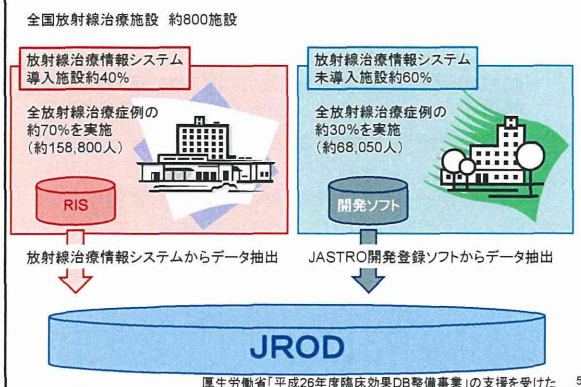 全国放射線治療施設 約800施設
放射線治療情報システム
導入施設約40%
全放射線治療症例の
約70%を実施
(約158,800人)
RIS
放射線治療情報システムからデータ抽出
放射線治療情報システム
未導入施設約60%
全放射線治療症例の
約30%を実施
(約68,050人)
開発ソフト
JASTRO開発登録ソフトからデータ抽出
JROD
厚生労働省「平成26年度臨床効果DB整備事業」の支援を受けた 5